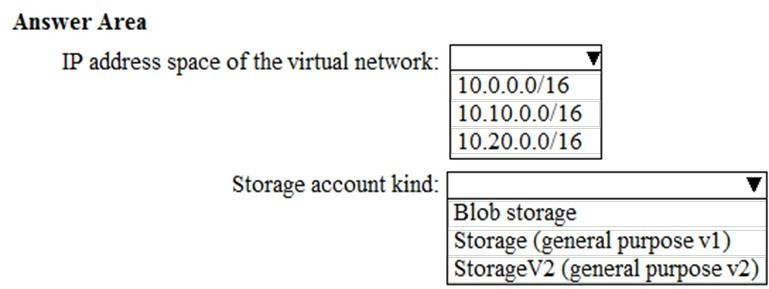 Answer Area
IP address space of the virtual network:
10.0.0.0/16
10.10.0.0/16
10.20.0.0/16
Storage account kind:
Blob storage
Storage (general purpose v1)
StorageV2 (general purpose v2)